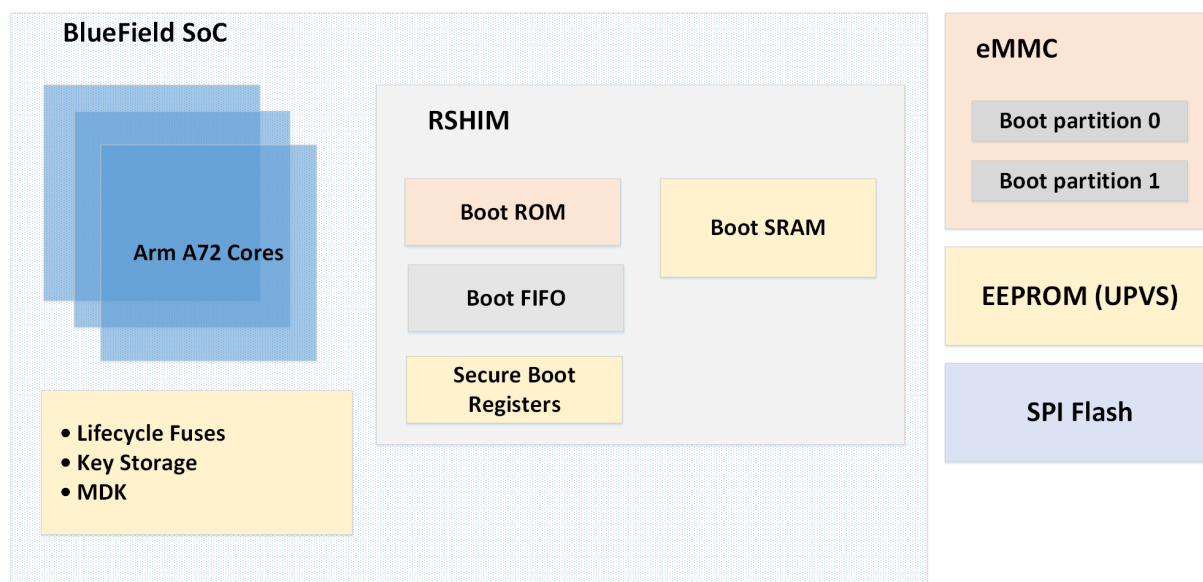 BlueField SoC
Arm A72 Cores
• Lifecycle Fuses
• Key Storage
• MDK
RSHIM
Boot ROM
Boot FIFO
Secure Boot
Registers
Boot SRAM
eMMC
Boot partition 0
Boot partition 1
EEPROM (UPVS)
SPI Flash